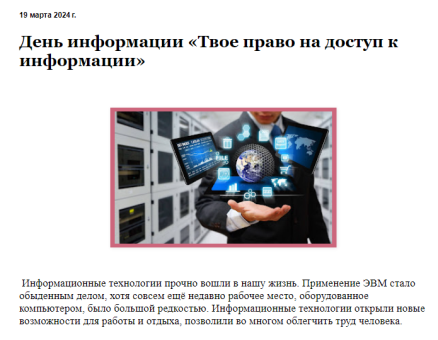 19 марта 2024 г.
День информации «Твое право на доступ к
информации»
FILE
Информационные технологии прочно вошли в нашу жизнь. Применение ЭВМ стало
обыденным делом, хотя совсем ещё недавно рабочее место, оборудованное
компьютером, было большой редкостью. Информационные технологии открыли новые
возможности для работы и отдыха, позволили во многом облегчить труд человека.